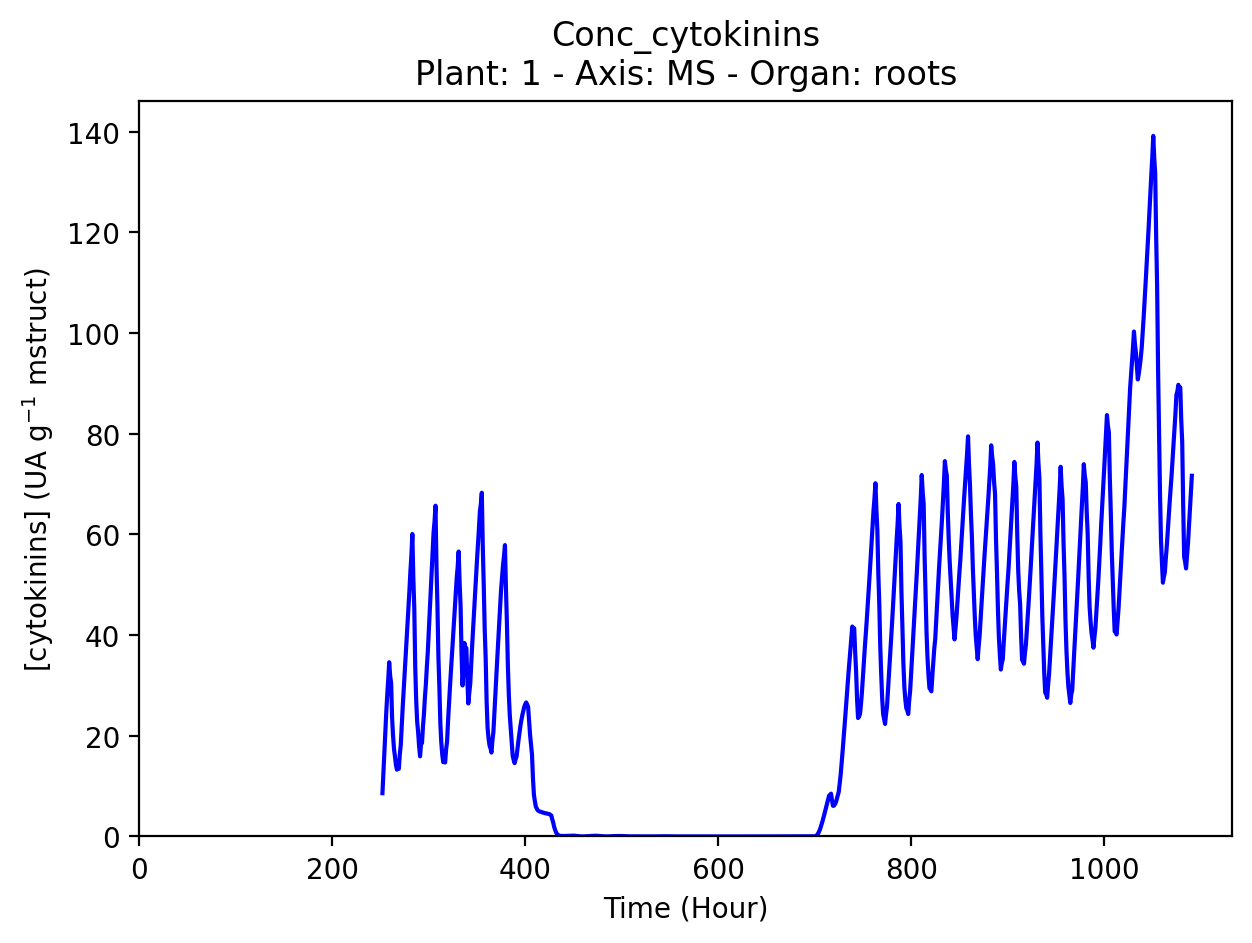 Conc_cytokinins
Plant: 1 - Axis: MS - Organ: roots
[cytokinins] (UA g⁻¹ mstruct)
140
120
100
80
60
40
20
0
0 200 400 600 800 1000
Time (Hour)